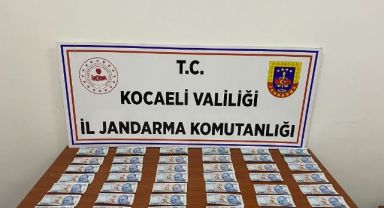 T.C.
KOCAELİ VALİLİĞİ
İL JANDARMA KOMUTANLIĞI